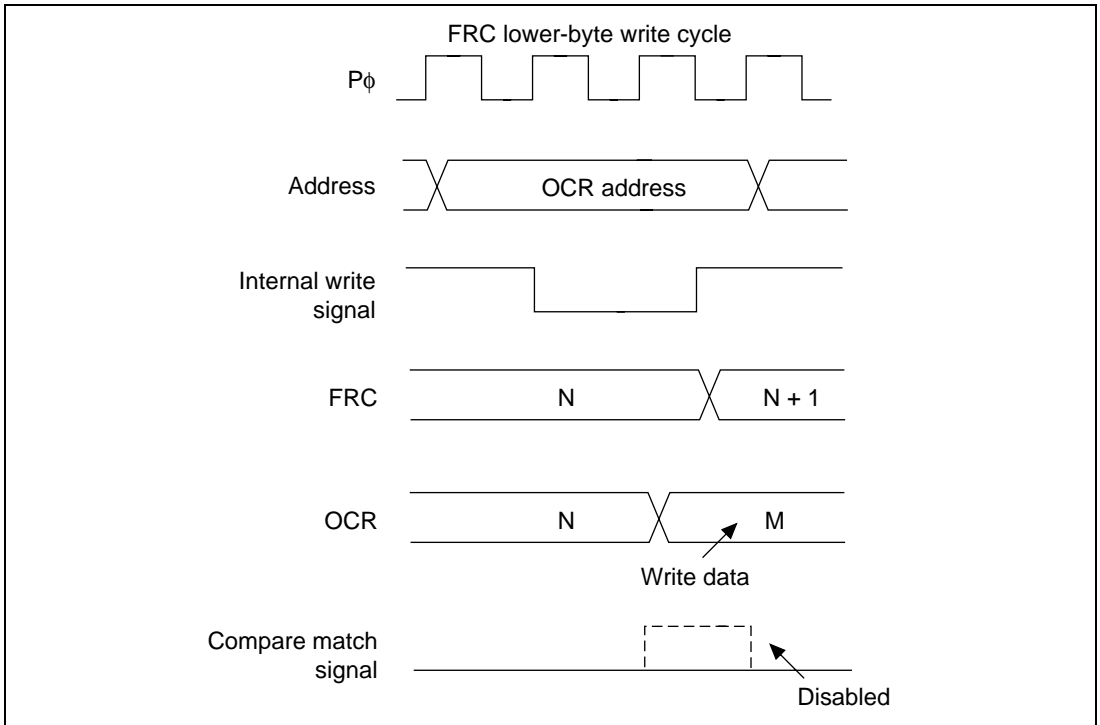 FRC lower-byte write cycle
Pϕ
Address
OCR address
Internal write
signal
FRC
N
N + 1
OCR
N
M
Write data
Compare match
signal
Disabled